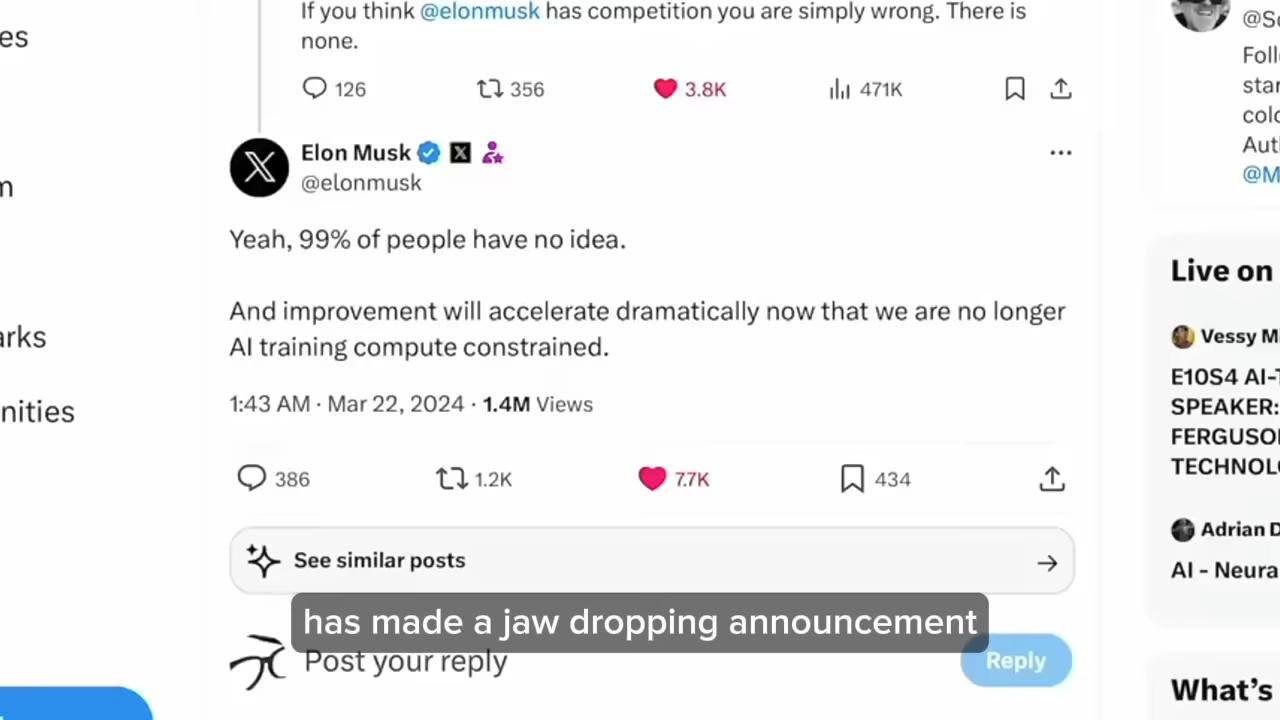 If you think @elonmusk has competition you are simply wrong. There is
none.
126 356 3.8K 471K
Elon Musk
@elonmusk
Yeah, 99% of people have no idea.
And improvement will accelerate dramatically now that we are no longer
AI training compute constrained.
1:43 AM · Mar 22, 2024 · 1.4M Views
386 1.2K 7.7K 434
See similar posts
has made a jaw dropping announcement
Post your reply
Reply
es
m
arks
nities
Live on
Vessy M
E10S4 AI-
SPEAKER:
FERGUSO
TECHNOL
Adrian D
AI - Neura
What's